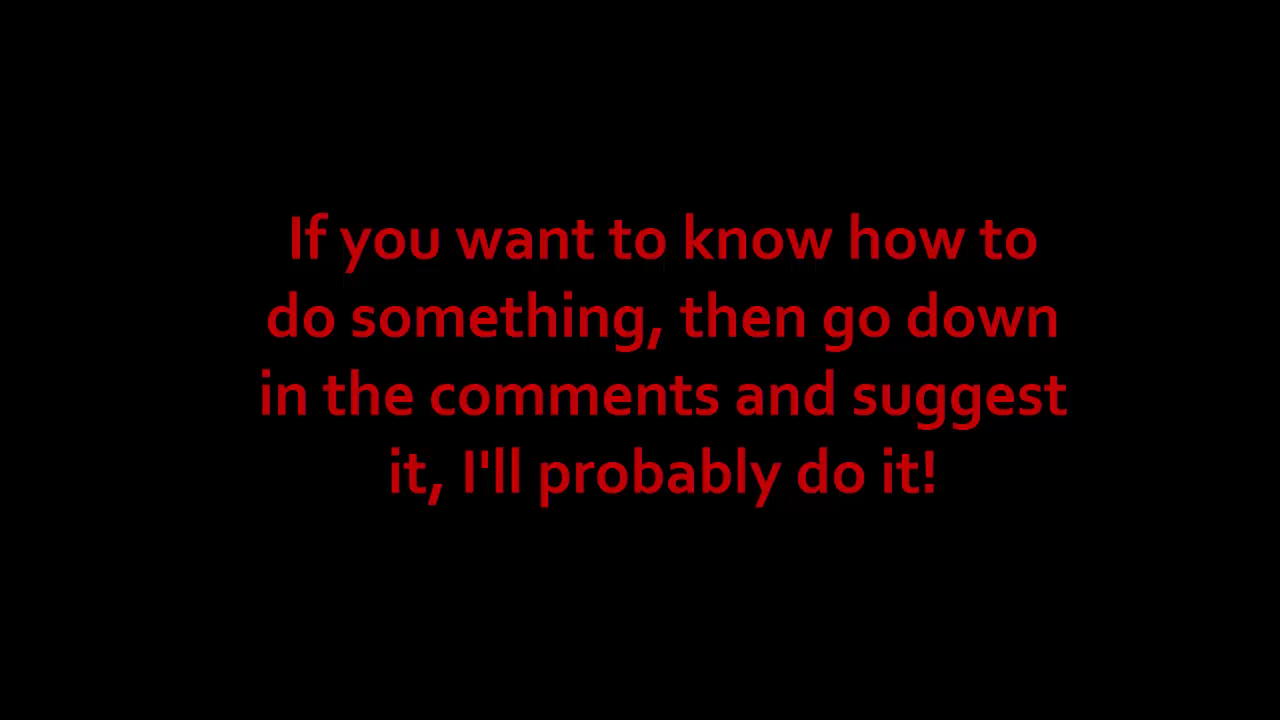 If you want to know how to
do something, then go down
in the comments and suggest
it, I'll probably do it!